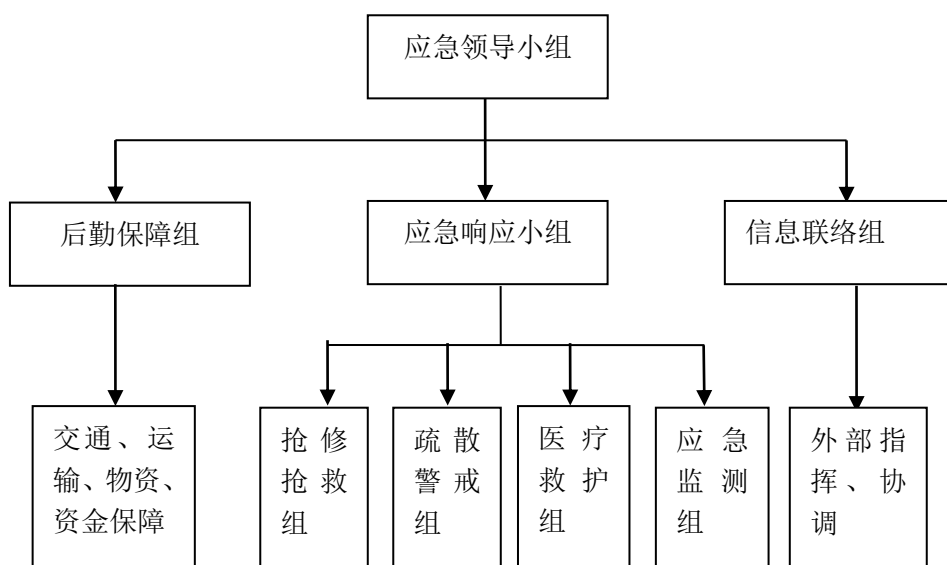 应急领导小组
后勤保障组
应急响应小组
信息联络组
交通、运
输、物资、
资金保障
抢修
抢救
组
疏散
警戒
组
医疗
救护
组
应急
监测
组
外部指
挥、协
调